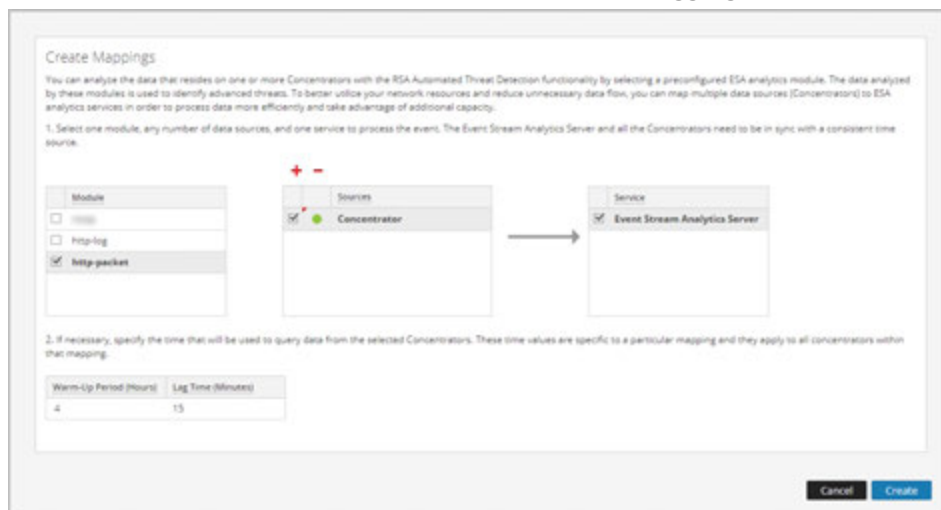 Create Mappings
You can analyze the data that resides on one or more Concentrators with the RSA Automated Threat Detection functionality by selecting a preconfigured ESA analytics module. The data analyzed
by these modules is used to identify advanced threats. To better utilize your network resources and reduce unnecessary data flow, you can map multiple data sources (Concentrators) to ESA
analytics services in order to process data more efficiently and take advantage of additional capacity.
1. Select one module, any number of data sources, and one service to process the event. The Event Stream Analytics Server and all the Concentrators need to be in sync with a consistent time
source.
+ −
Module
Sources
Service
Concentrator
Event Stream Analytics Server
http-log
http-packet
2. If necessary, specify the time that will be used to query data from the selected Concentrators. These time values are specific to a particular mapping and they apply to all concentrators within
that mapping.
Warm-Up Period (Hours) Lag Time (Minutes)
4 15
Cancel Create